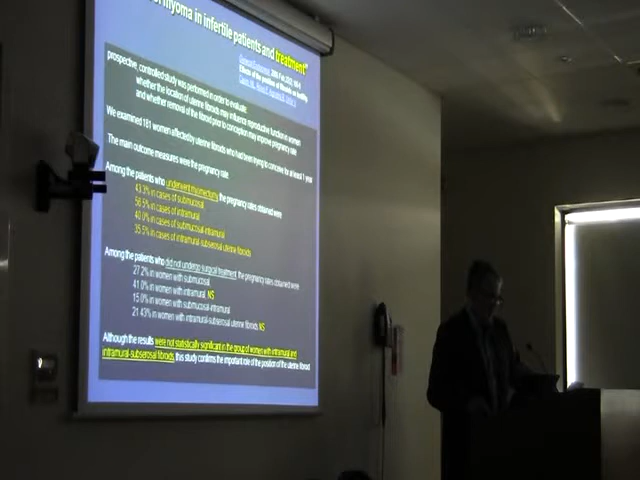 myoma in infertile patients and treatment"
prospective, controlled study was performed in order to evaluate:
whether the location of uterine fibroids may influence reproductive function in women
and whether removal of the fibroid prior to conception may improve pregnancy rate
We examined 181 women affected by uterine fibroids who had been trying to conceive for at least 1 year
The main outcome measures were the pregnancy rate
Among the patients who underwent myomectomy, the pregnancy rates obtained were
43.3% in cases of submucosal,
56.5% in cases of intramural,
40.0% in cases of submucosal-intramural
35.5% in cases of intramural-subserosal uterine fibroids
Among the patients who did not undergo surgical treatment, the pregnancy rates obtained were
27.2% in women with submucosal,
41.0% in women with intramural, NS
15.0% in women with submucosal-intramural
21.43% in women with intramural-subserosal uterine fibroids NS
Although the results were not statistically significant in the group of women with intramural and
intramural-subserosal fibroids, this study confirms the important role of the position of the uterine fibroid